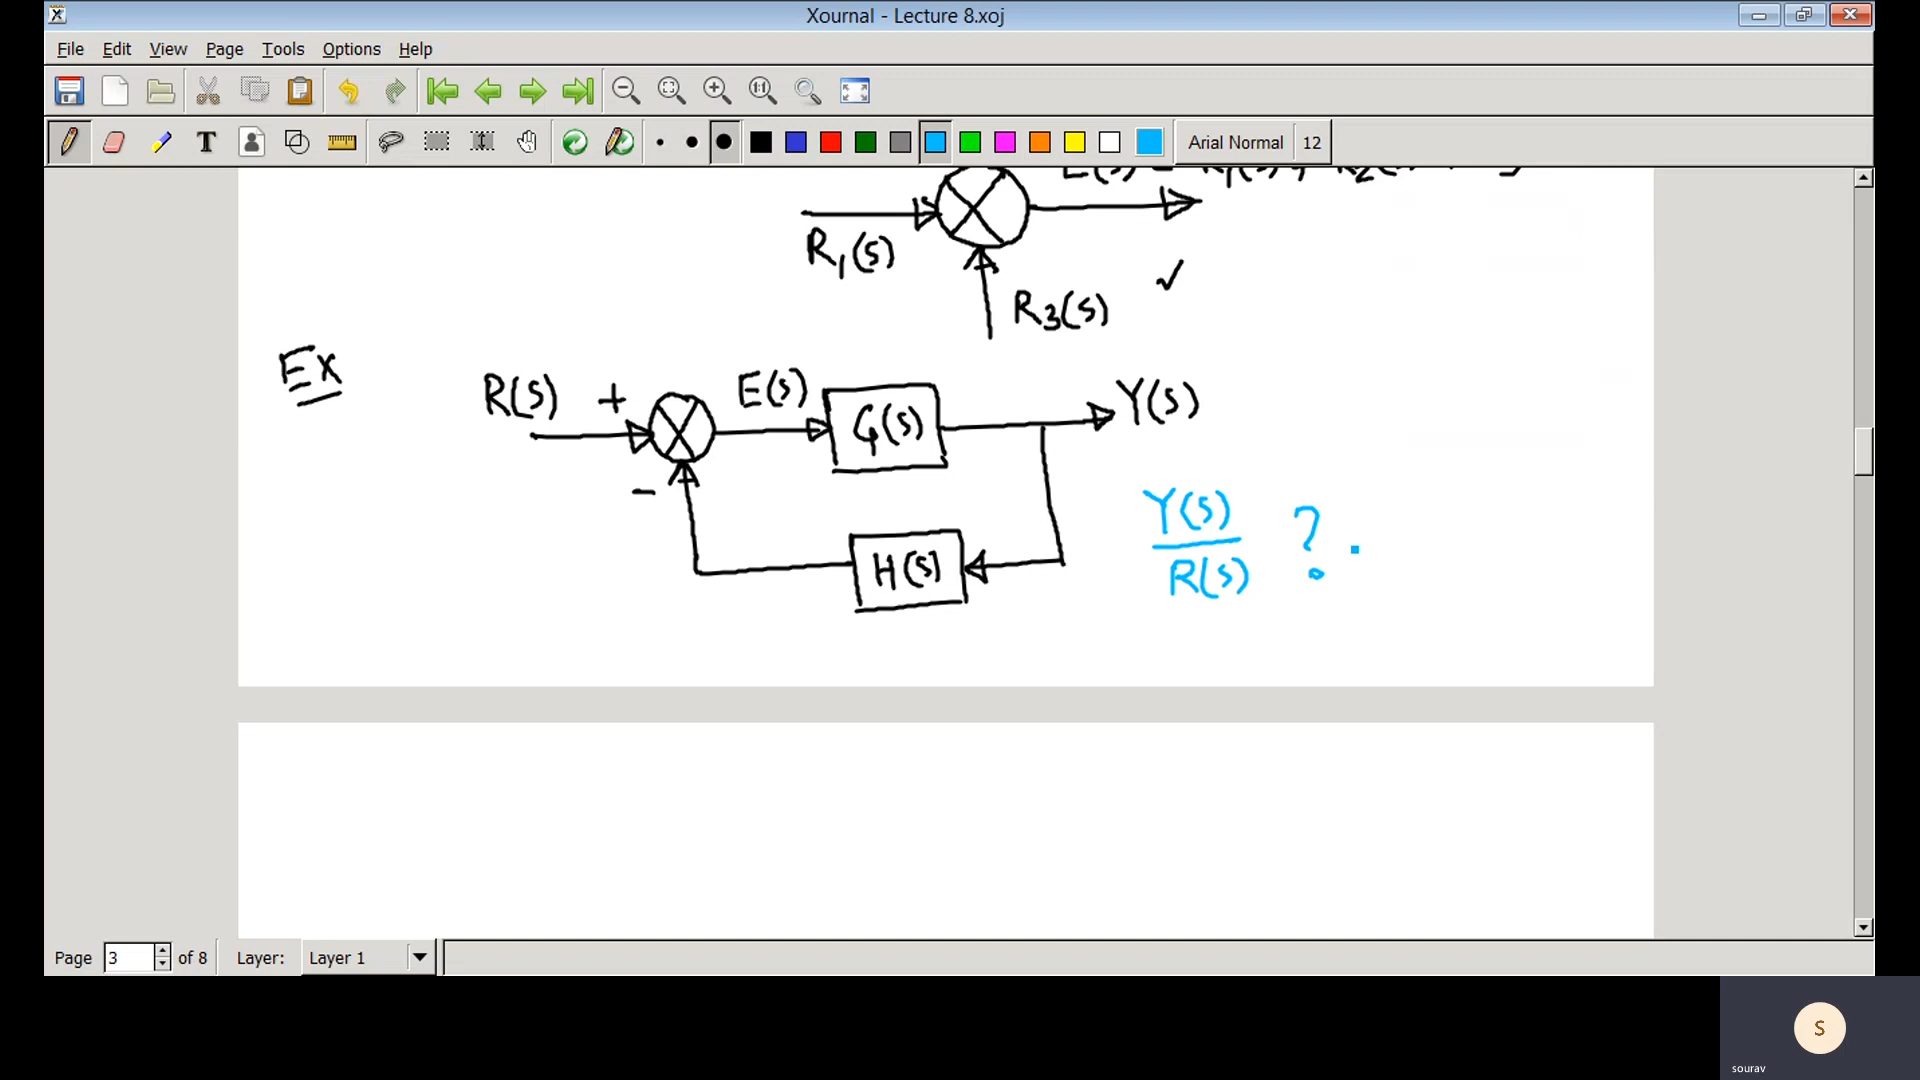 Xournal - Lecture 8.xoj
File Edit View Page Tools Options Help
T Arial Normal 12
R1(s)
R3(s)
Ex
R(s) + E(s) G(s) Y(s)
-
H(s)
Y(s)
R(s) ?
Page 3 of 8 Layer: Layer 1
S
sourav